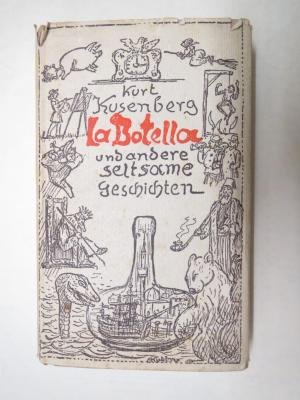 Kurt
Kusenberg
La Botella
und andere
seltsame
Geschichten